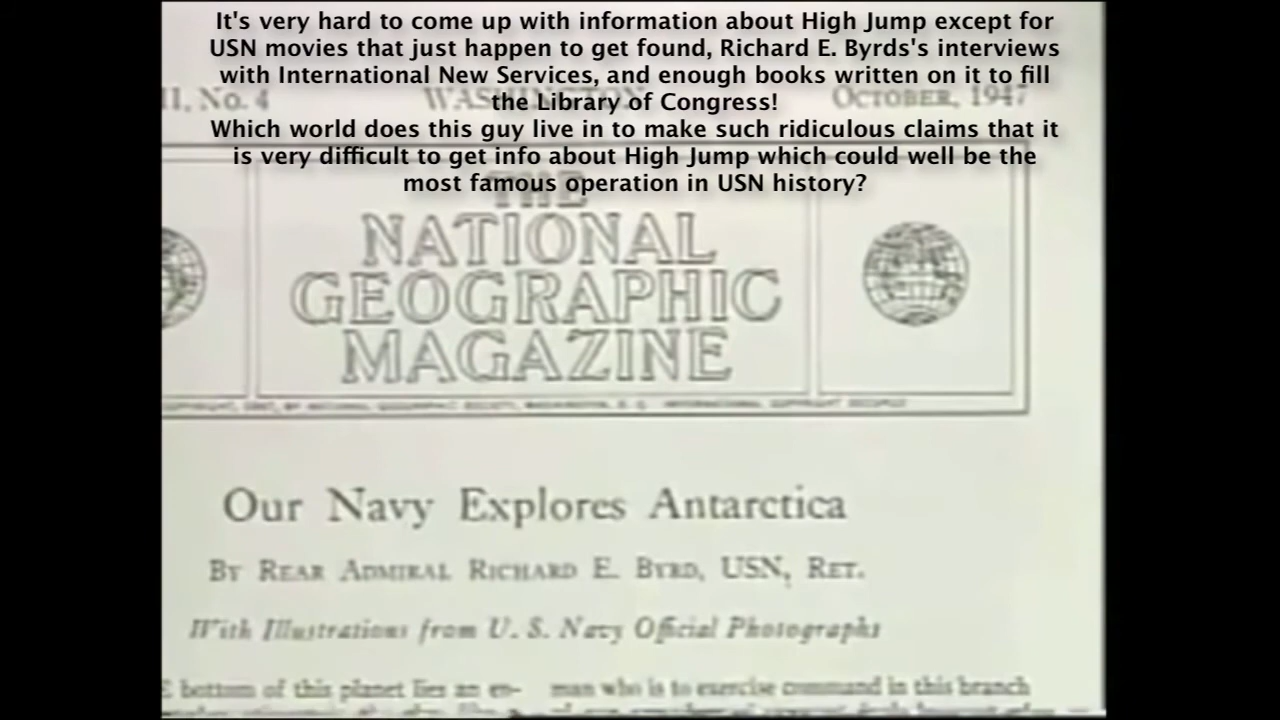 It's very hard to come up with information about High Jump except for
USN movies that just happen to get found, Richard E. Byrds's interviews
with International New Services, and enough books written on it to fill
the Library of Congress!
Which world does this guy live in to make such ridiculous claims that it
is very difficult to get info about High Jump which could well be the
most famous operation in USN history?
II, No. 4 WASHINGTON OCTOBER, 1947
THE
NATIONAL
GEOGRAPHIC
MAGAZINE
Our Navy Explores Antarctica
BY REAR ADMIRAL RICHARD E. BYRD, USN, RET.
With Illustrations from U. S. Navy Official Photographs
bottom of this planet lies an en- man who is to exercise command in this branch